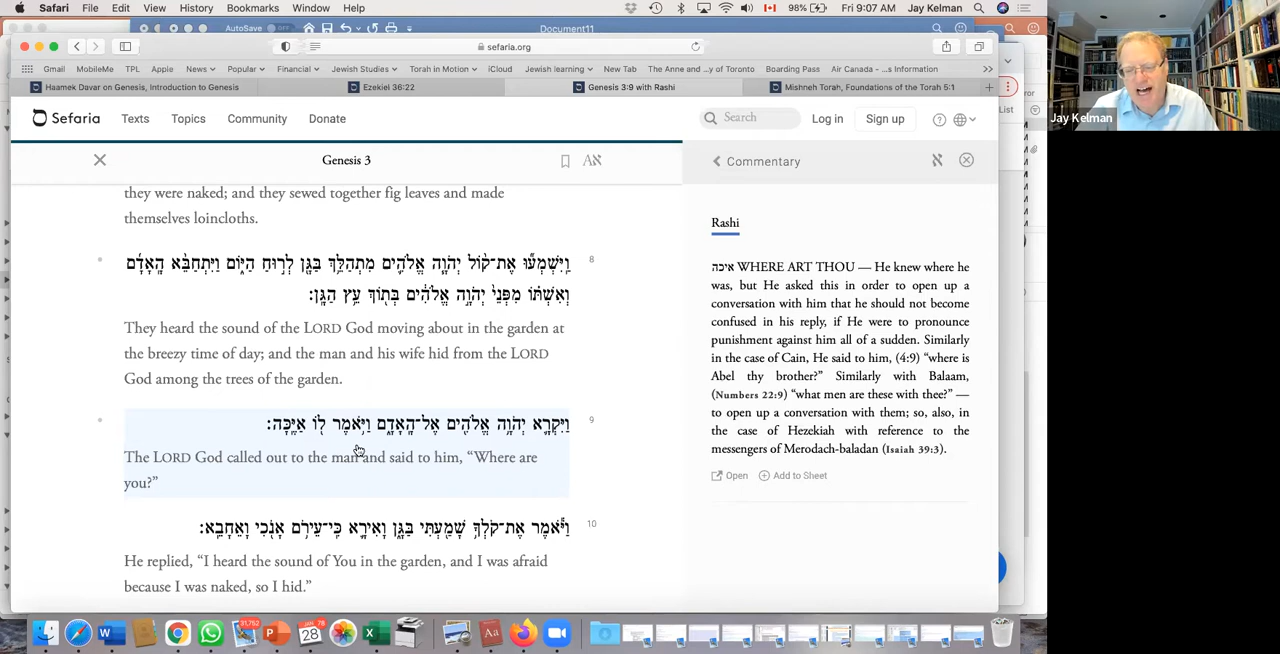 Safari File Edit View History Bookmarks Window Help 98% Fri 9:07 AM Jay Kelman
AutoSave Document11
sefaria.org
Gmail MobileMe TPL Apple News Popular Financial Jewish Studies Torah in Motion iCloud Jewish learning New Tab The Anne and ...y of Toronto Boarding Pass Air Canada - ...s Information
Haamek Davar on Genesis, Introduction to Genesis Ezekiel 36:22 Genesis 3:9 with Rashi Mishneh Torah, Foundations of the Torah 5:1
Jay Kelman
Sefaria Texts Topics Community Donate Search Log in Sign up
Genesis 3
they were naked; and they sewed together fig leaves and made
themselves loincloths.
8
וַֽיִּשְׁמְע֞וּ אֶת־ק֨וֹל יְהֹוָ֧ה אֱלֹהִ֛ים מִתְהַלֵּ֥ךְ בַּגָּ֖ן לְר֣וּחַ הַיּ֑וֹם וַיִּתְחַבֵּ֨א הָֽאָדָ֜ם
וְאִשְׁתּ֗וֹ מִפְּנֵי֙ יְהֹוָ֣ה אֱלֹהִ֔ים בְּת֖וֹךְ עֵ֥ץ הַגָּֽן׃
They heard the sound of the LORD God moving about in the garden at
the breezy time of day; and the man and his wife hid from the LORD
God among the trees of the garden.
9
וַיִּקְרָ֛א יְהֹוָ֥ה אֱלֹהִ֖ים אֶל־הָֽאָדָ֑ם וַיֹּ֥אמֶר ל֖וֹ אַיֶּֽכָּה׃
The LORD God called out to the man and said to him, “Where are
you?”
10
וַיֹּ֕אמֶר אֶת־קֹלְךָ֥ שָׁמַ֖עְתִּי בַּגָּ֑ן וָאִירָ֛א כִּֽי־עֵירֹ֥ם אָנֹ֖כִי וָאֵחָבֵֽא׃
He replied, “I heard the sound of You in the garden, and I was afraid
because I was naked, so I hid.”
Commentary
Rashi
איכה WHERE ART THOU — He knew where he
was, but He asked this in order to open up a
conversation with him that he should not become
confused in his reply, if He were to pronounce
punishment against him all of a sudden. Similarly
in the case of Cain, He said to him, (4:9) “where is
Abel thy brother?” Similarly with Balaam,
(Numbers 22:9) “what men are these with thee?” —
to open up a conversation with them; so, also, in
the case of Hezekiah with reference to the
messengers of Merodach-baladan (Isaiah 39:3).
Open Add to Sheet